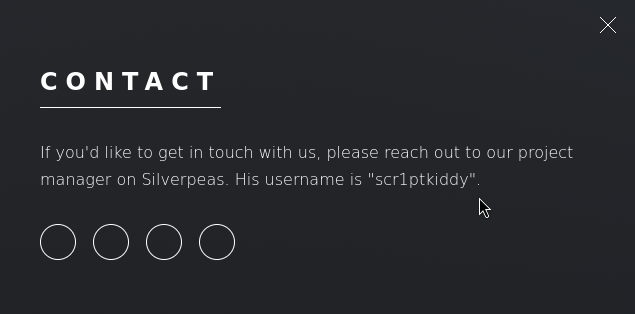 CONTACT
If you'd like to get in touch with us, please reach out to our project
manager on Silverpeas. His username is "scr1ptkiddy".